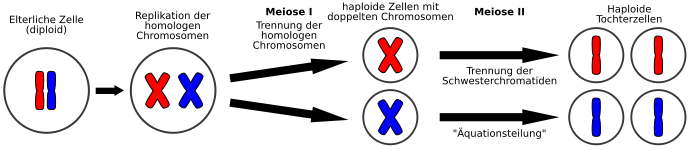 Elterliche Zelle
(diploid)
Replikation der
homologen
Chromosomen
Meiose I
Trennung der
homologen
Chromosomen
haploide Zellen mit
doppelten Chromosomen
Meiose II
Trennung der
Schwesterchromatiden
"Äquationsteilung"
Haploide
Tochterzellen